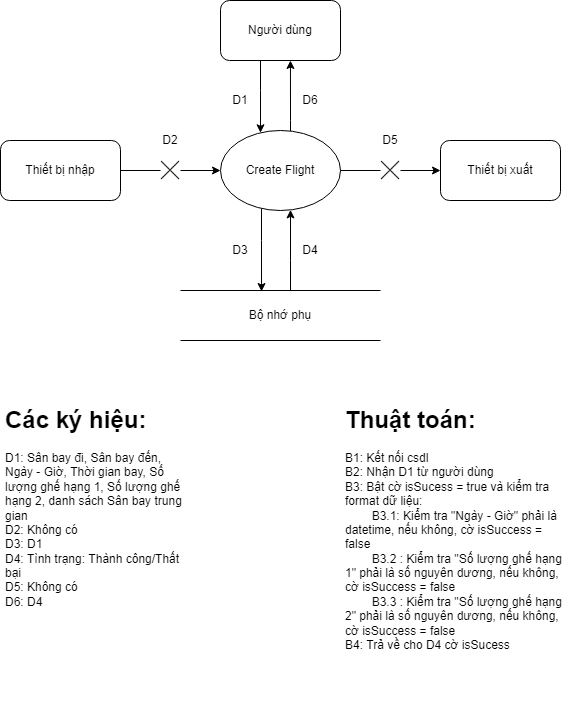 Người dùng
D1
D6
D2
D5
Thiết bị nhập
Create Flight
Thiết bị xuất
D3
D4
Bộ nhớ phụ
Các ký hiệu:
D1: Sân bay đi, Sân bay đến,
Ngày - Giờ, Thời gian bay, Số
lượng ghế hạng 1, Số lượng ghế
hạng 2, danh sách Sân bay trung
gian
D2: Không có
D3: D1
D4: Tình trạng: Thành công/Thất
bại
D5: Không có
D6: D4
Thuật toán:
B1: Kết nối csdl
B2: Nhận D1 từ người dùng
B3: Bật cờ isSucess = true và kiểm tra
format dữ liệu:
B3.1: Kiểm tra "Ngày - Giờ" phải là
datetime, nếu không, cờ isSuccess =
false
B3.2 : Kiểm tra "Số lượng ghế hạng
1" phải là số nguyên dương, nếu không,
cờ isSuccess = false
B3.3 : Kiểm tra "Số lượng ghế hạng
2" phải là số nguyên dương, nếu không,
cờ isSuccess = false
B4: Trả về cho D4 cờ isSucess